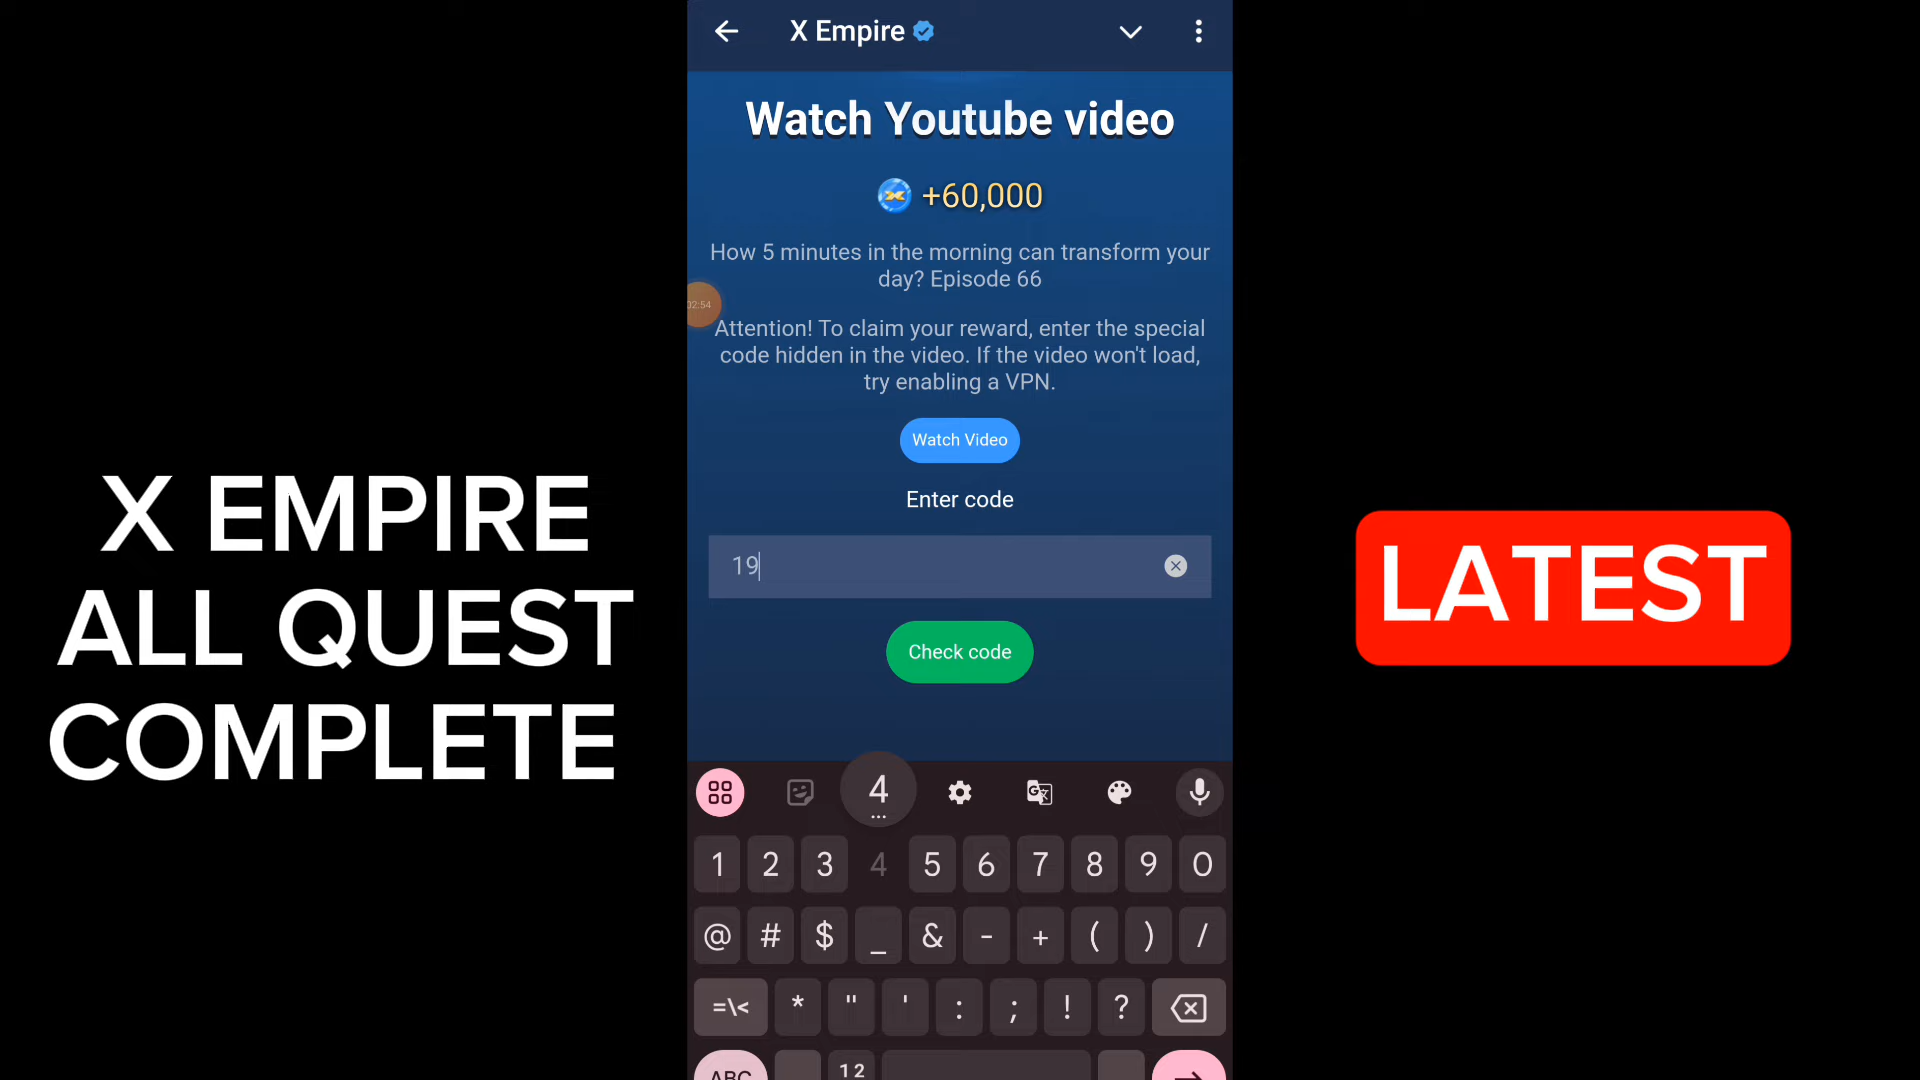 X Empire
Watch Youtube video
+60,000
How 5 minutes in the morning can transform your
day? Episode 66
02:54
Attention! To claim your reward, enter the special
code hidden in the video. If the video won't load,
try enabling a VPN.
Watch Video
Enter code
19
Check code
X EMPIRE
ALL QUEST
COMPLETE
LATEST
4
...
1 2 3 4 5 6 7 8 9 0
@ # $ _ & - + ( ) /
=\< * " ' : ; ! ?
ABC 12